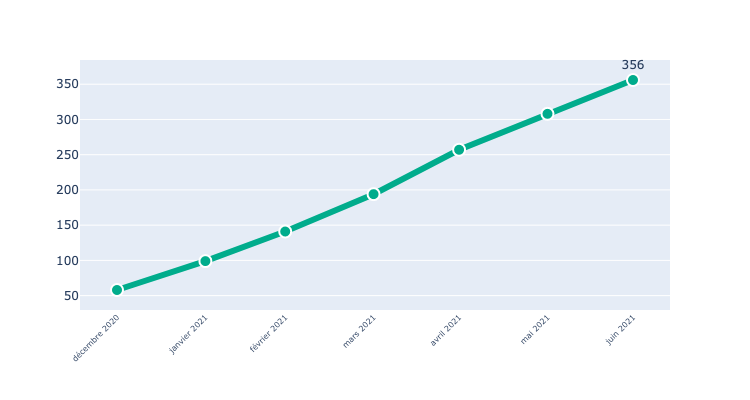 356
350
300
250
200
150
100
50
décembre 2020
janvier 2021
février 2021
mars 2021
avril 2021
mai 2021
juin 2021